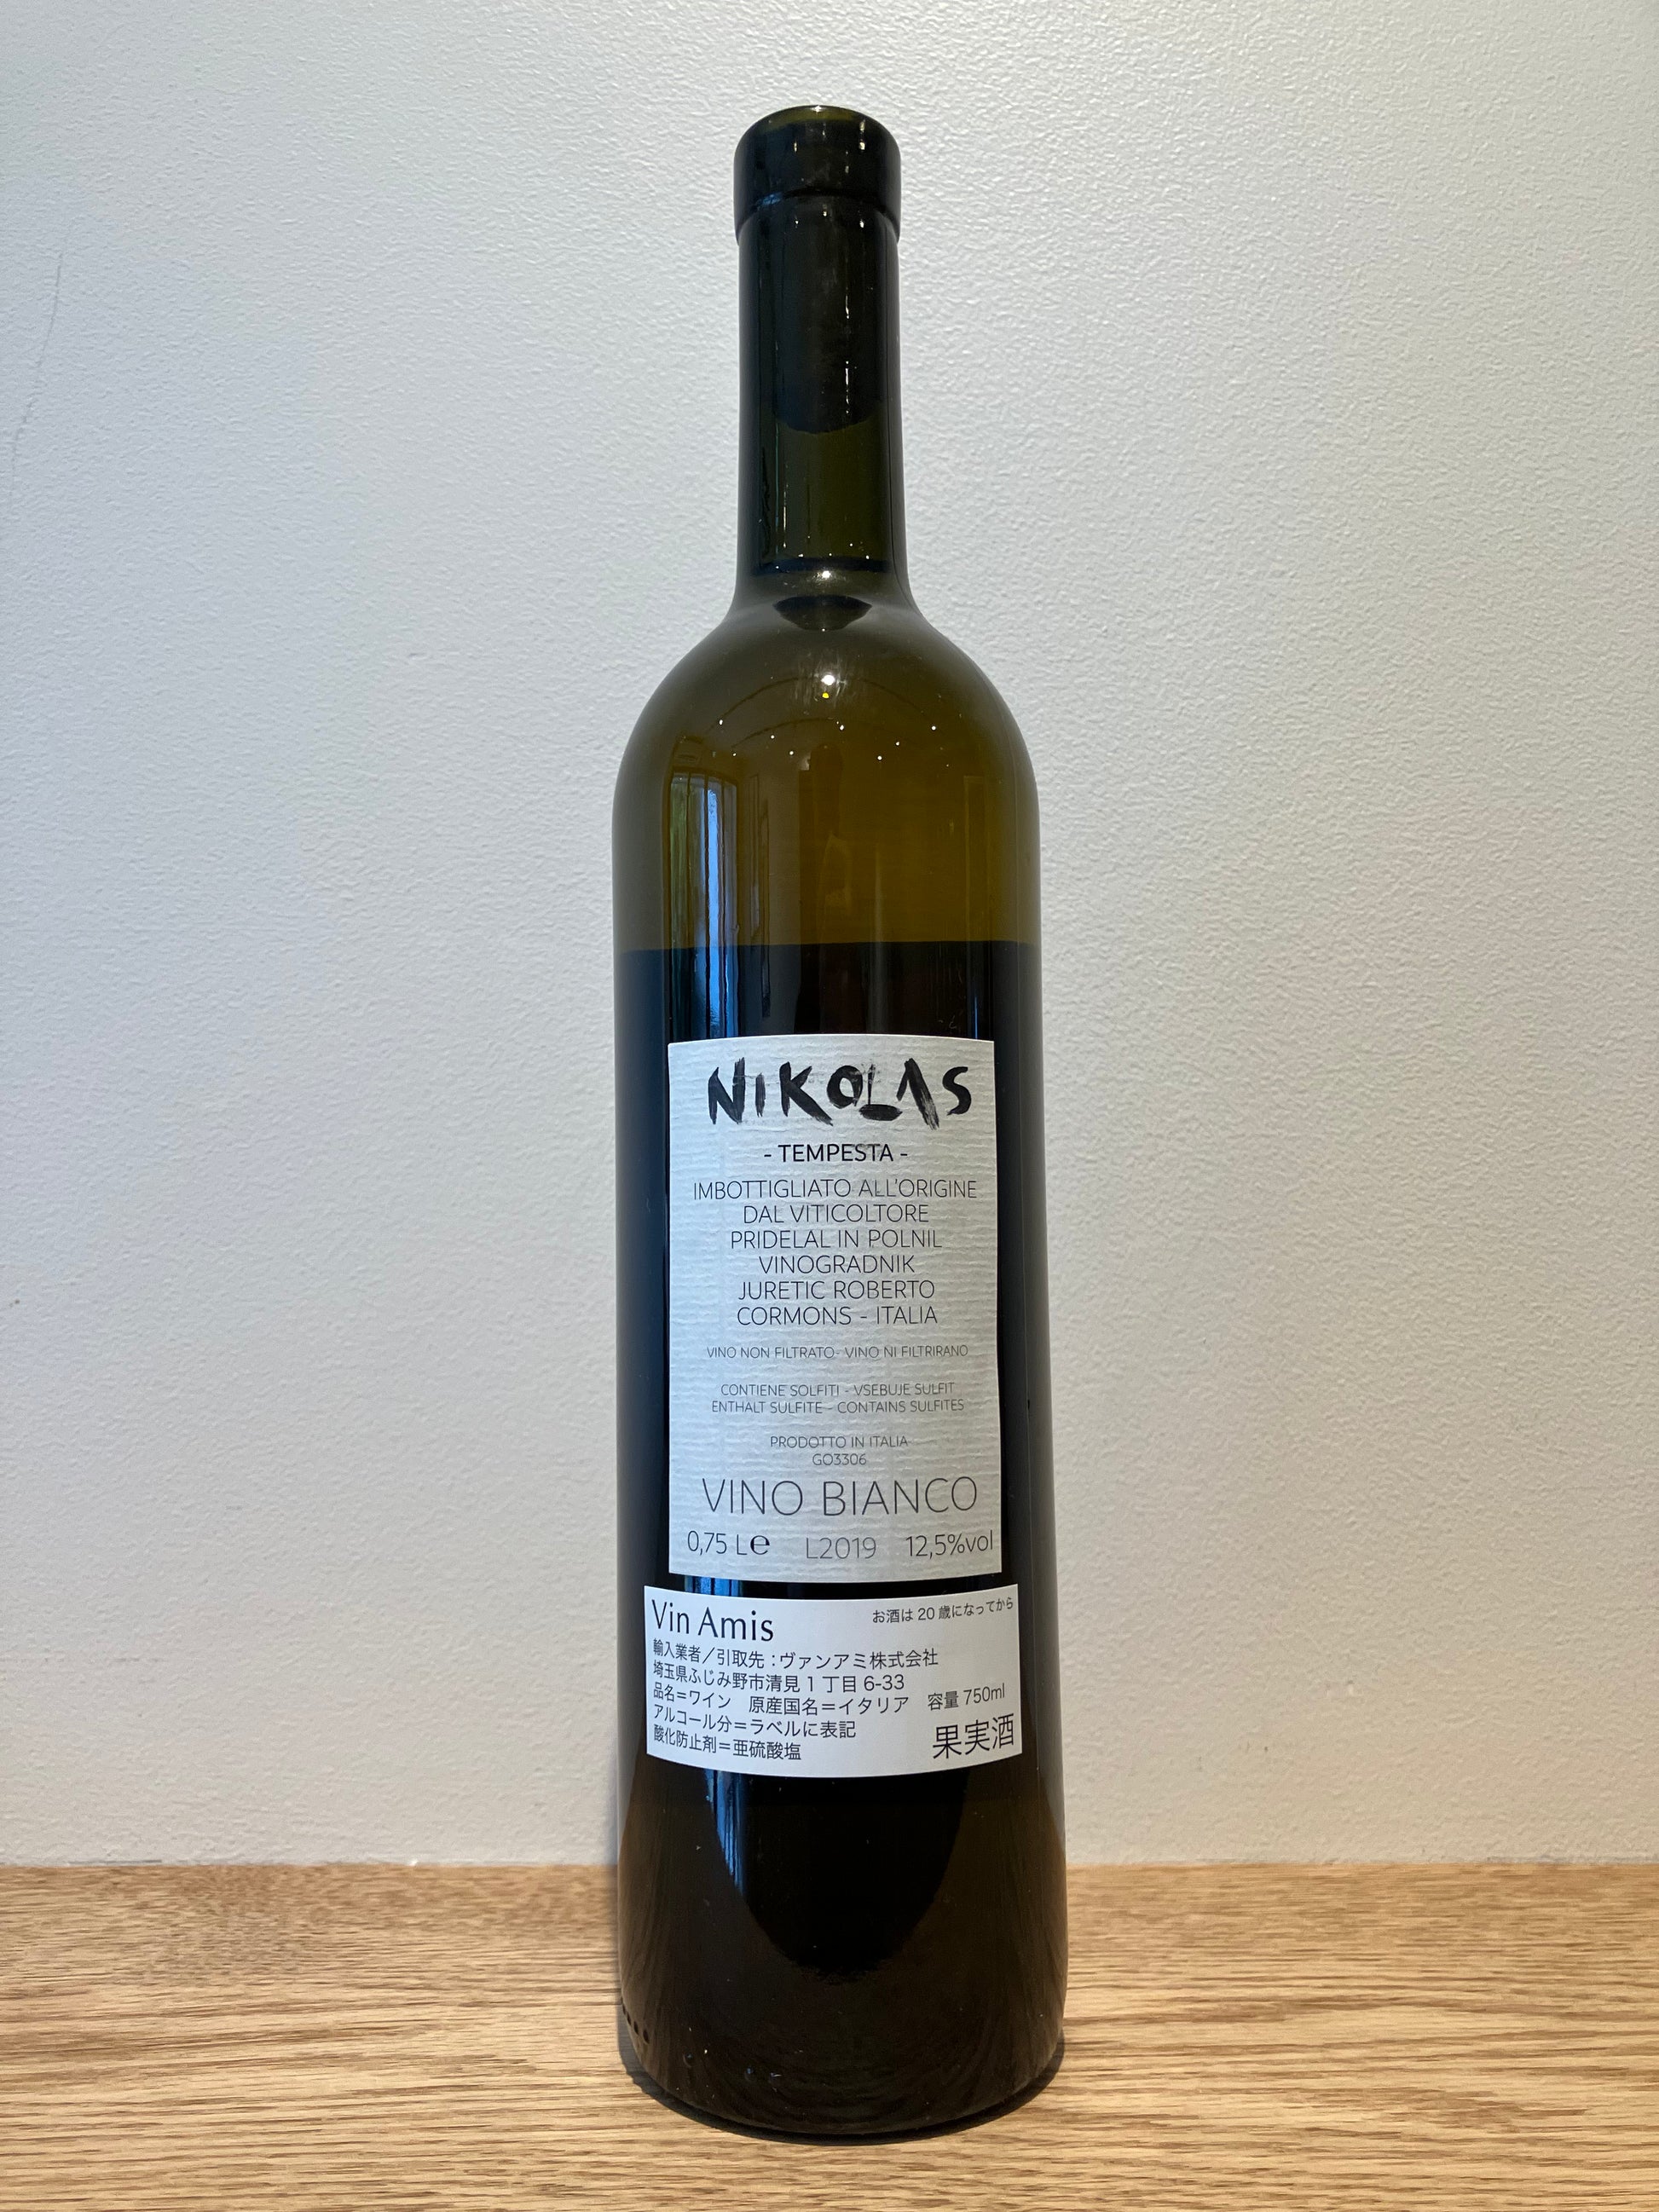 NIKOLAS
- TEMPESTA -
IMBOTTIGLIATO ALL'ORIGINE
DAL VITICOLTORE
PRIDELAL IN POLNIL
VINOGRADNIK
JURETIC ROBERTO
CORMONS - ITALIA
VINO NON FILTRATO- VINO NI FILTRIRANO
CONTIENE SOLFITI - VSEBUJE SULFIT
ENTHALT SULFITE - CONTAINS SULFITES
PRODOTTO IN ITALIA
GO3306
VINO BIANCO
0,75 L℮ L2019 12,5%vol
Vin Amis お酒は20歳になってから
輸入業者／引取先：ヴァンアミ株式会社
埼玉県ふじみ野市清見1丁目6-33
品名＝ワイン 原産国名＝イタリア 容量750ml
アルコール分＝ラベルに表記
酸化防止剤＝亜硫酸塩 果実酒